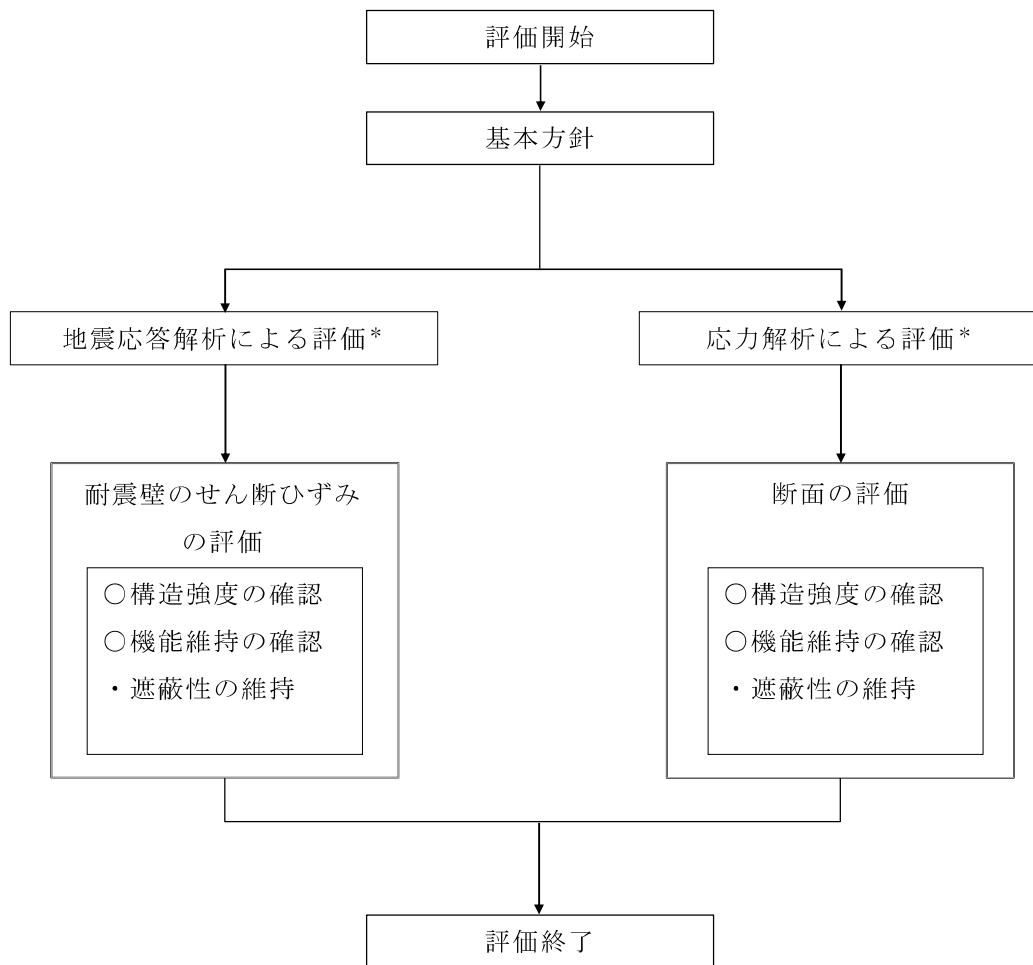 評価開始
基本方針
地震応答解析による評価*
応力解析による評価*
耐震壁のせん断ひずみ
の評価
○構造強度の確認
○機能維持の確認
・遮蔽性の維持
断面の評価
○構造強度の確認
○機能維持の確認
・遮蔽性の維持
評価終了